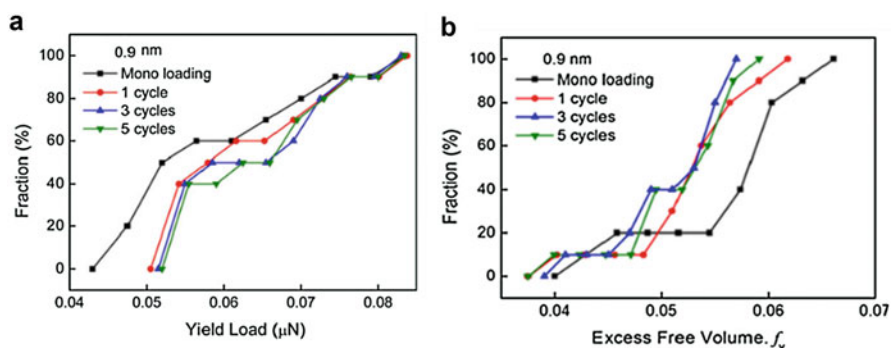 a
0.9 nm
Mono loading
1 cycle
3 cycles
5 cycles
Fraction (%)
100
80
60
40
20
0
0.04 0.05 0.06 0.07 0.08
Yield Load (μN)
b
0.9 nm
Mono loading
1 cycle
3 cycles
5 cycles
Fraction (%)
100
80
60
40
20
0
0.04 0.05 0.06 0.07
Excess Free Volume. fv